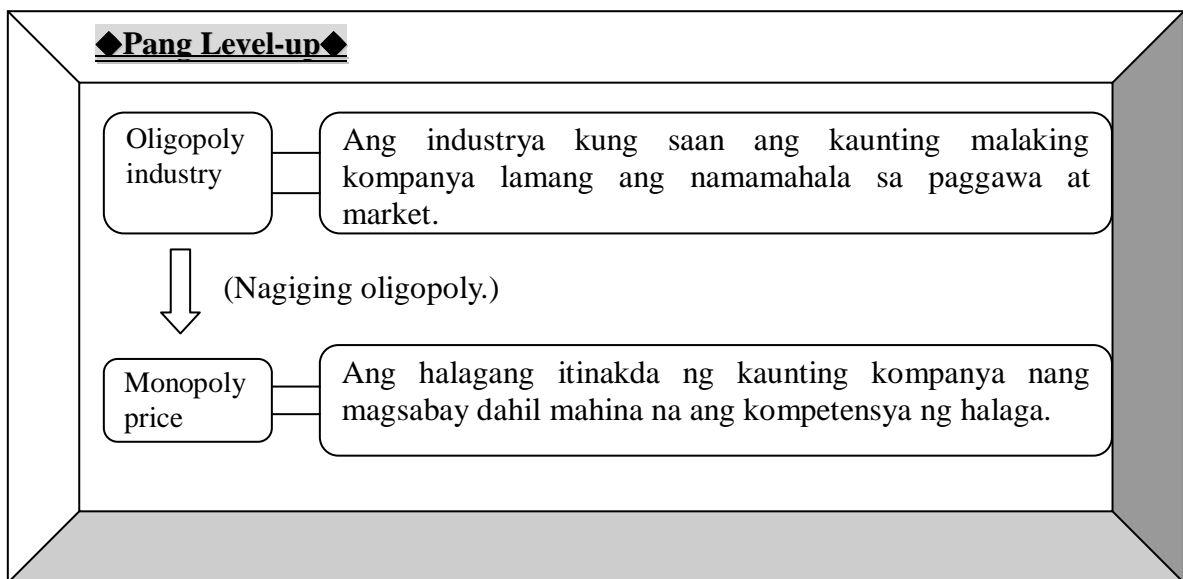 ◆Pang Level-up◆
Oligopoly
industry
Ang industrya kung saan ang kaunting malaking
kompanya lamang ang namamahala sa paggawa at
market.
(Nagiging oligopoly.)
Monopoly
price
Ang halagang itinakda ng kaunting kompanya nang
magsabay dahil mahina na ang kompetensya ng halaga.